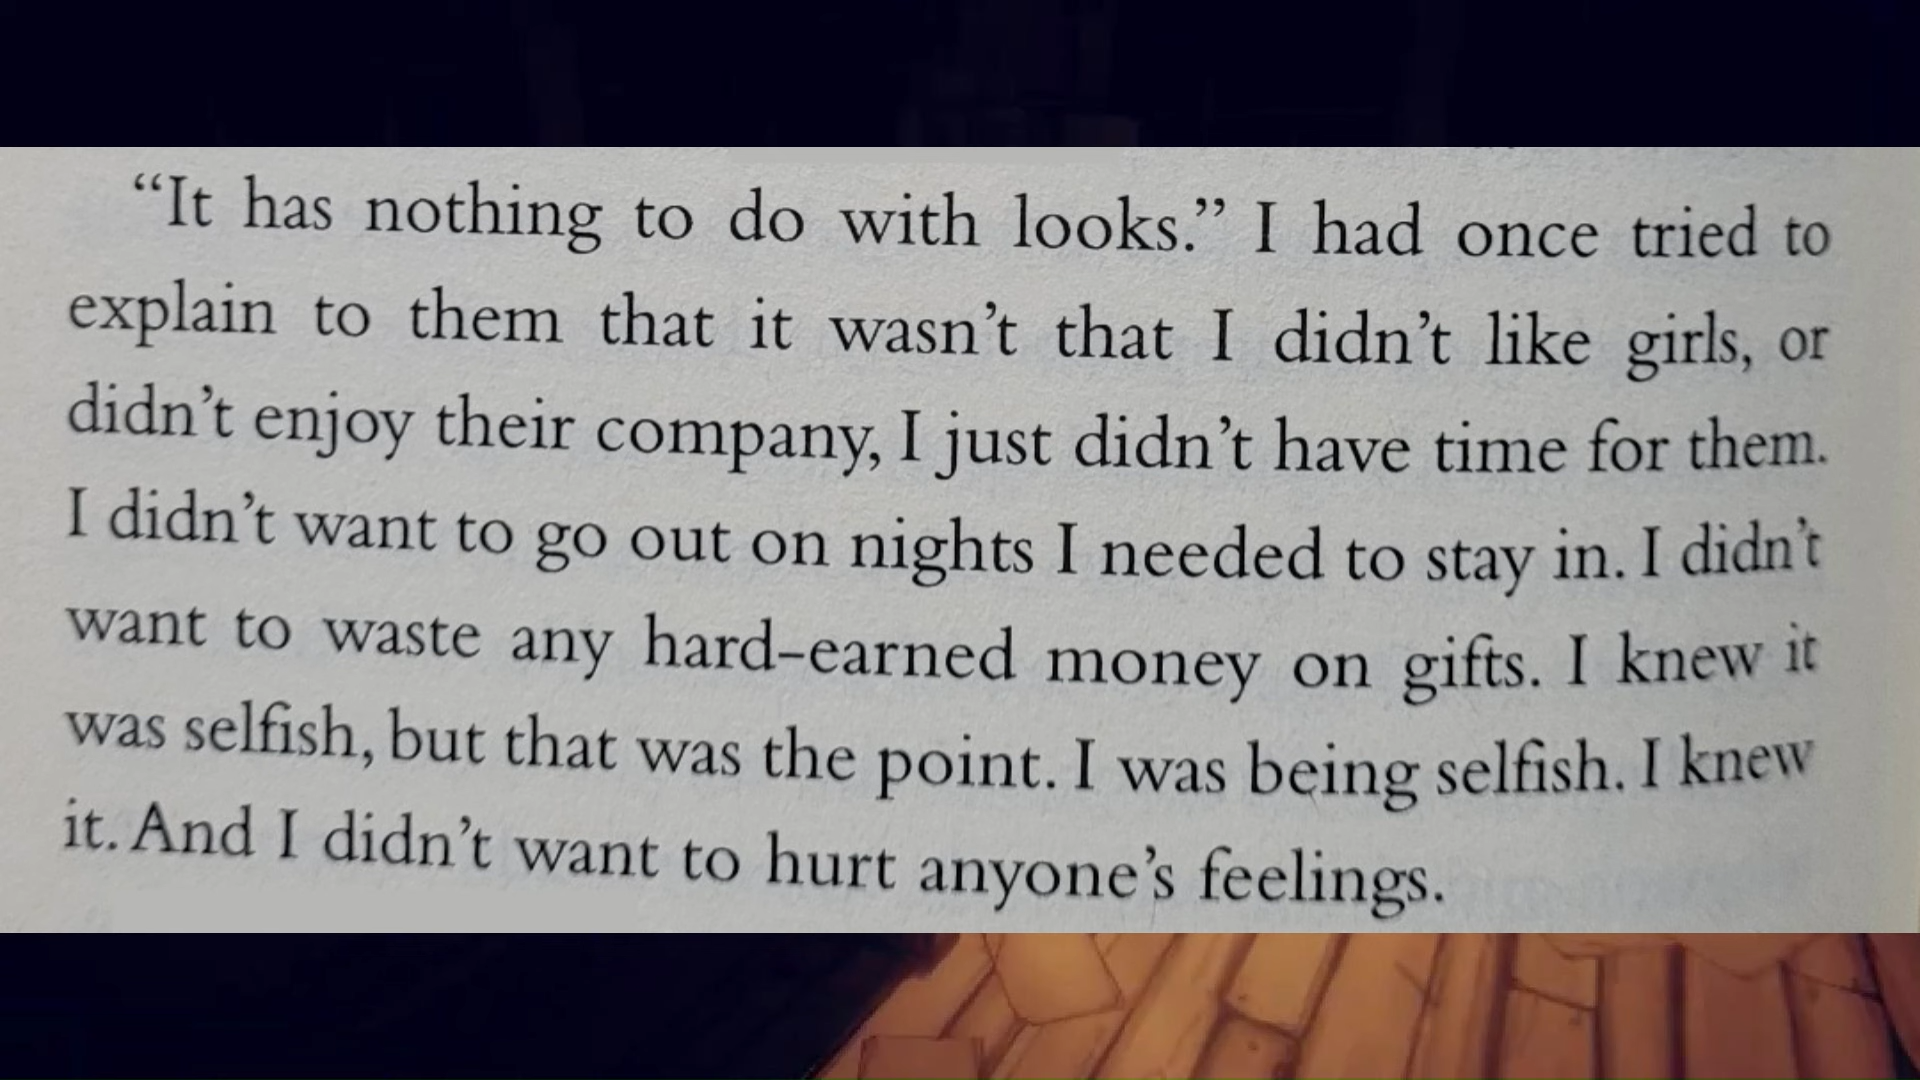 “It has nothing to do with looks.” I had once tried to
explain to them that it wasn’t that I didn’t like girls, or
didn’t enjoy their company, I just didn’t have time for them.
I didn’t want to go out on nights I needed to stay in. I didn’t
want to waste any hard-earned money on gifts. I knew it
was selfish, but that was the point. I was being selfish. I knew
it. And I didn’t want to hurt anyone’s feelings.